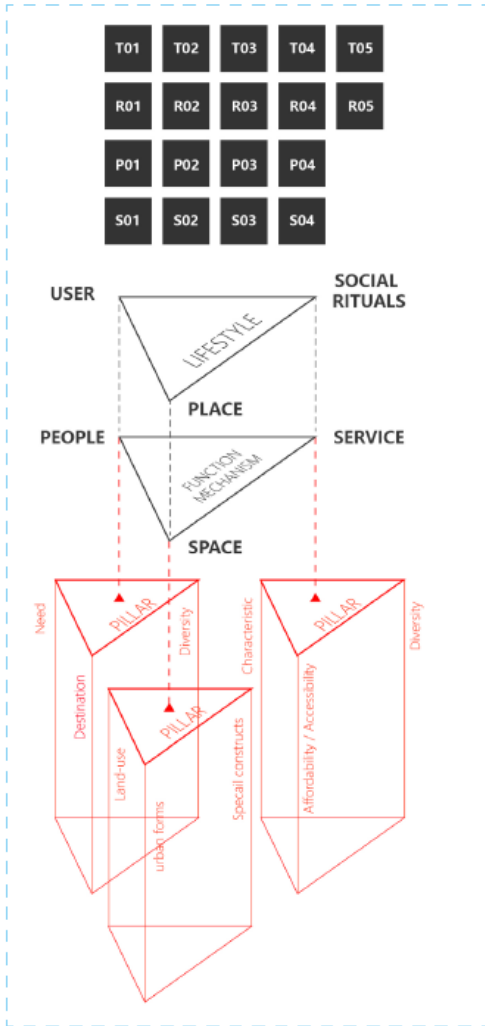 T01 T02 T03 T04 T05
R01 R02 R03 R04 R05
P01 P02 P03 P04
S01 S02 S03 S04
USER
SOCIAL
RITUALS
LIFESTYLE
PLACE
PEOPLE
SERVICE
FUNCTION
MECHANISM
SPACE
PILLAR
Need
Destination
Diversity
PILLAR
Land-use
urban forms
Specail constructs
PILLAR
Characteristic
Affordability / Accessibility
Diversity